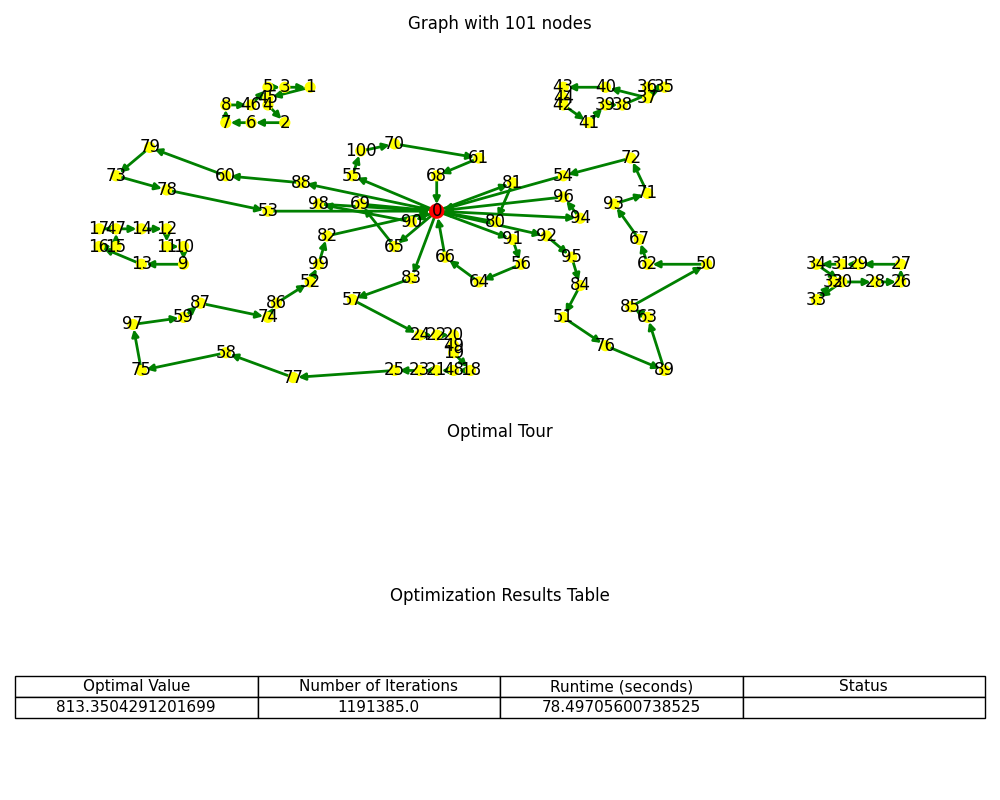 Graph with 101 nodes
5 3 1 43 40 36 35
8 46 45 4 44 42 39 38 37
7 6 2 41
79 100 70 61 72
73 78 60 88 55 68 81 54 71
53 98 69 90 0 80 96 94 93
17 47 14 12 82 65 91 92 67
16 15 11 10 66 95
13 9 99 83 64 56 62 50 34 31 29 27
52 57 84 30 28 26
87 86 51 85 33
97 59 74 24 22 20 63
58 49 19 76
75 77 25 23 21 48 18 89
Optimal Tour
Optimization Results Table
Optimal Value Number of Iterations Runtime (seconds) Status
813.3504291201699 1191385.0 78.49705600738525